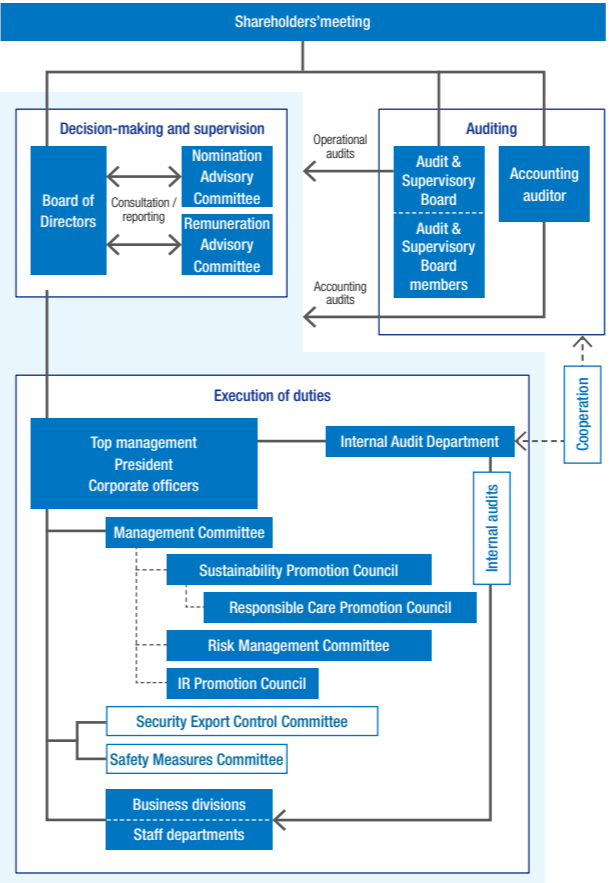 Shareholders'meeting
Decision-making and supervision
Board of
Directors
Consultation /
reporting
Nomination
Advisory
Committee
Remuneration
Advisory
Committee
Operational
audits
Accounting
audits
Auditing
Audit &
Supervisory
Board
Audit &
Supervisory
Board
members
Accounting
auditor
Cooperation
Execution of duties
Top management
President
Corporate officers
Internal Audit Department
Internal audits
Management Committee
Sustainability Promotion Council
Responsible Care Promotion Council
Risk Management Committee
IR Promotion Council
Security Export Control Committee
Safety Measures Committee
Business divisions
Staff departments